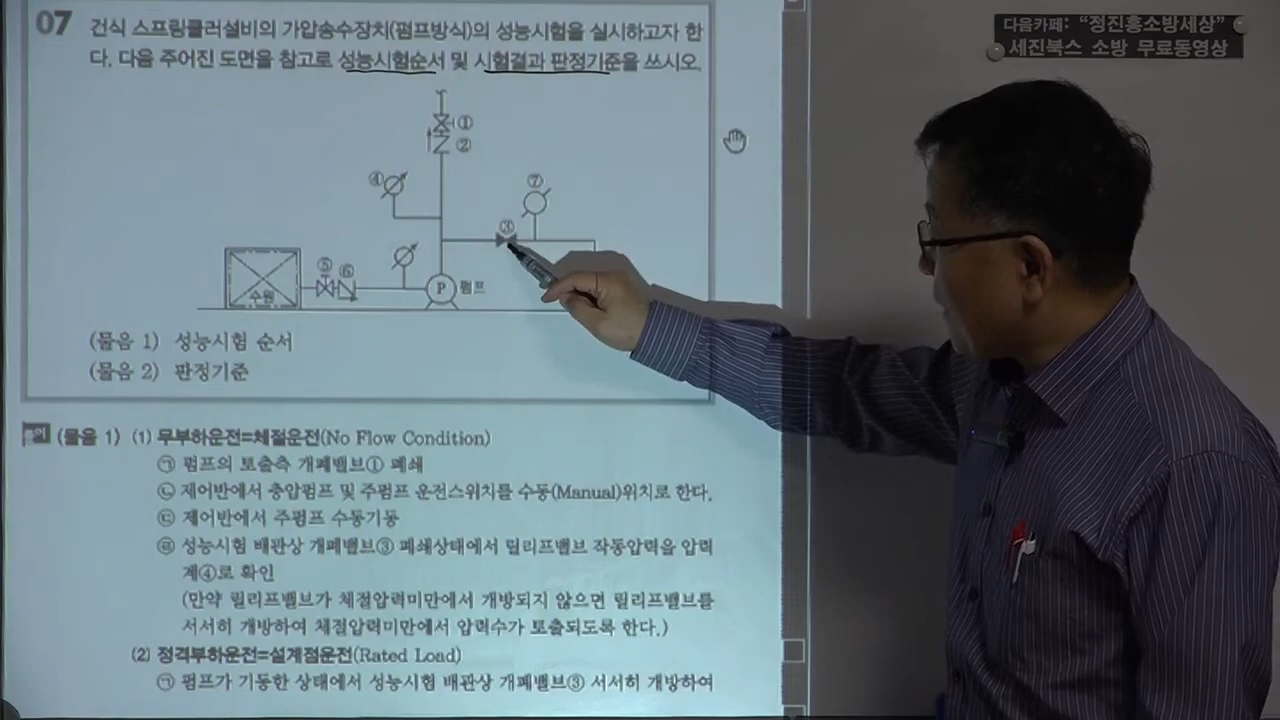 07 건식 스프링클러설비의 가압송수장치(펌프방식)의 성능시험을 실시하고자 한
다. 다음 주어진 도면을 참고로 성능시험순서 및 시험결과 판정기준을 쓰시오.
다음카페: “정진홍소방세상”
세진북스 소방 무료동영상
①
②
④
⑦
③
⑤
⑥
수원
P
펌프
(물음 1) 성능시험 순서
(물음 2) 판정기준
(물음 1) (1) 무부하운전=체절운전(No Flow Condition)
㉠ 펌프의 토출측 개폐밸브① 폐쇄
㉡ 제어반에서 충압펌프 및 주펌프 운전스위치를 수동(Manual)위치로 한다.
㉢ 제어반에서 주펌프 수동기동
㉣ 성능시험 배관상 개폐밸브③ 폐쇄상태에서 릴리프밸브 작동압력을 압력
계④로 확인
(만약 릴리프밸브가 체절압력미만에서 개방되지 않으면 릴리프밸브를
서서히 개방하여 체절압력미만에서 압력수가 토출되도록 한다.)
(2) 정격부하운전=설계점운전(Rated Load)
㉠ 펌프가 기동한 상태에서 성능시험 배관상 개폐밸브③ 서서히 개방하여